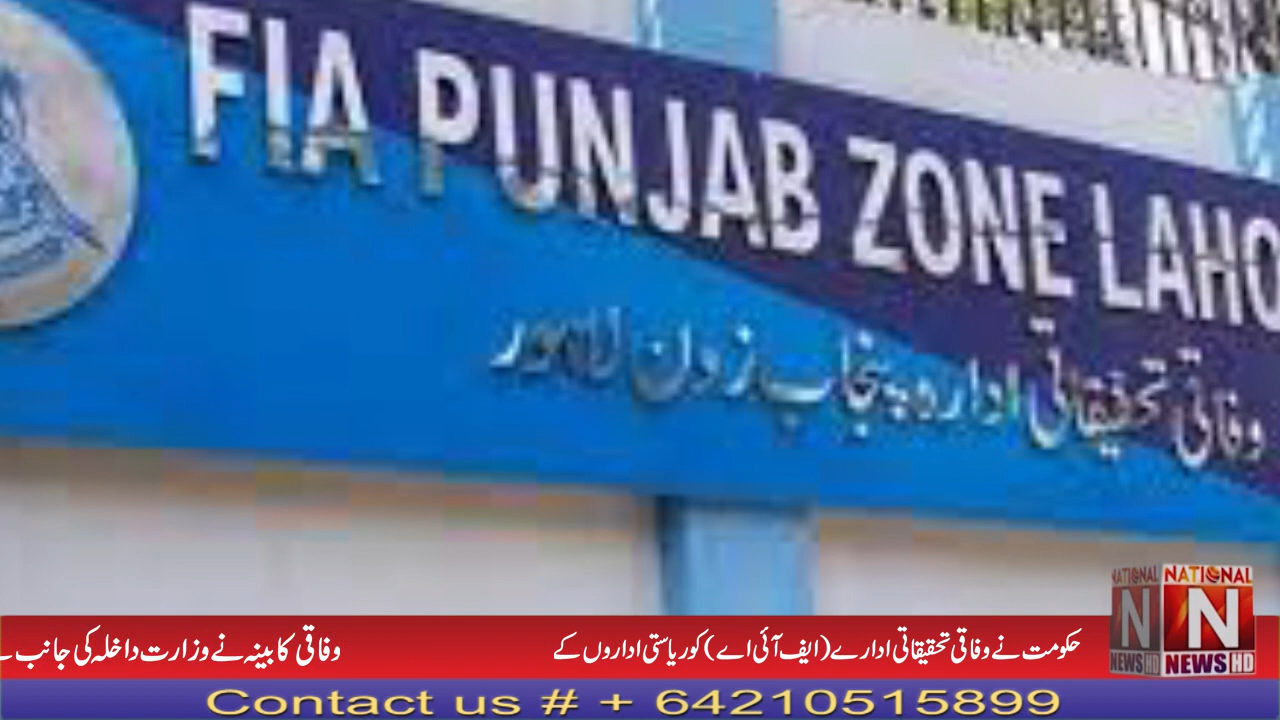 FIA PUNJAB ZONE LAHO
وفاقی تحقیقاتی ادارہ پنجاب زون لاہور
NATIONAL NATIONAL
N N
NEWS HD NEWS HD
حکومت نے وفاقی تحقیقاتی ادارے (ایف آئی اے) کو ریاستی اداروں کے
وفاقی کابینہ نے وزارت داخلہ کی جانب
Contact us # + 64210515899